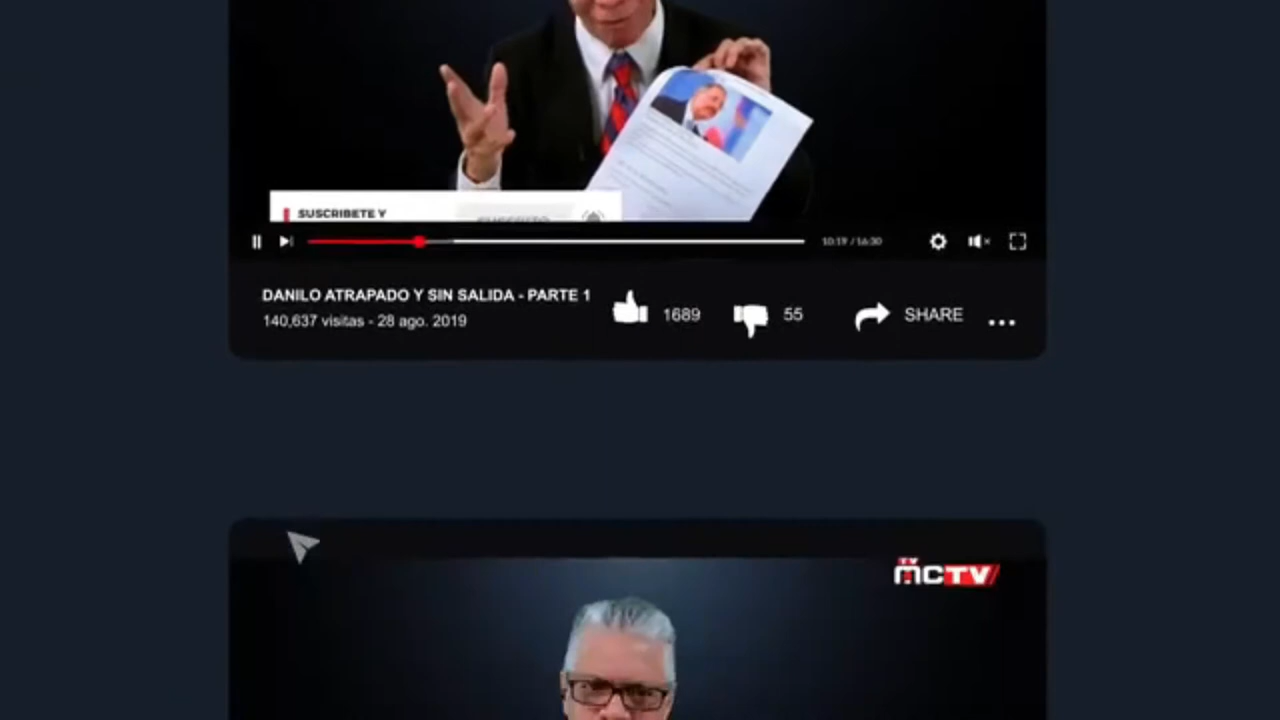 SUSCRIBETE Y
10:19 / 16:30
DANILO ATRAPADO Y SIN SALIDA - PARTE 1
140,637 visitas - 28 ago. 2019
1689
55
SHARE
...
TV
MCTV